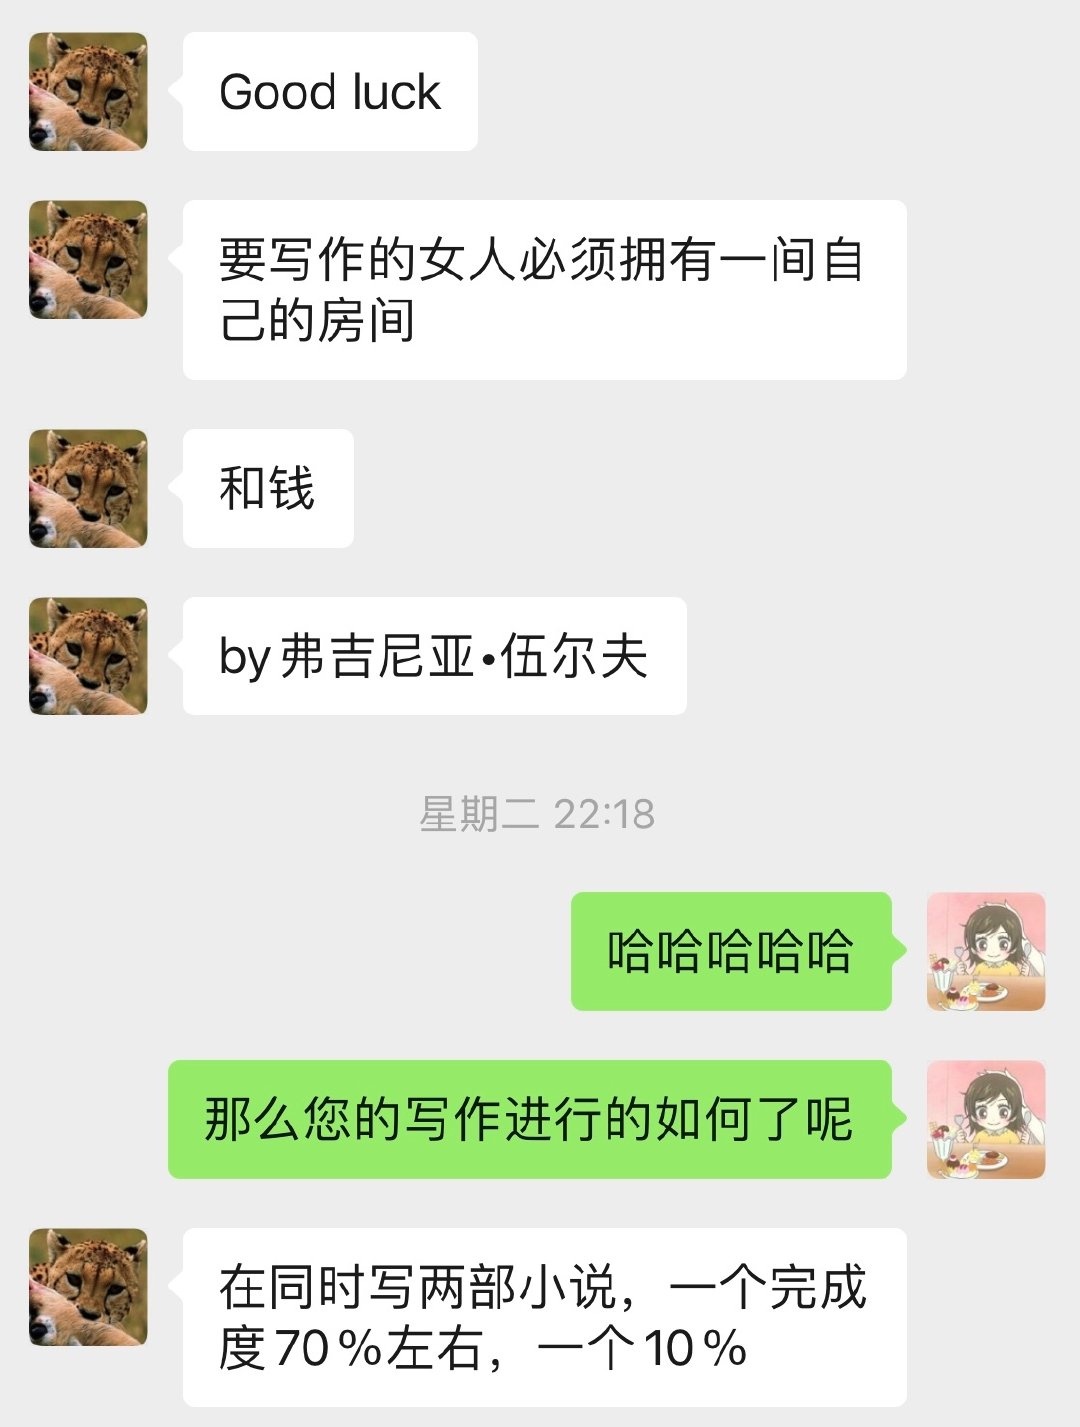 Good luck
要写作的女人必须拥有一间自
己的房间
和钱
by弗吉尼亚•伍尔夫
星期二 22:18
哈哈哈哈哈
那么您的写作进行的如何了呢
在同时写两部小说，一个完成
度70%左右，一个10%